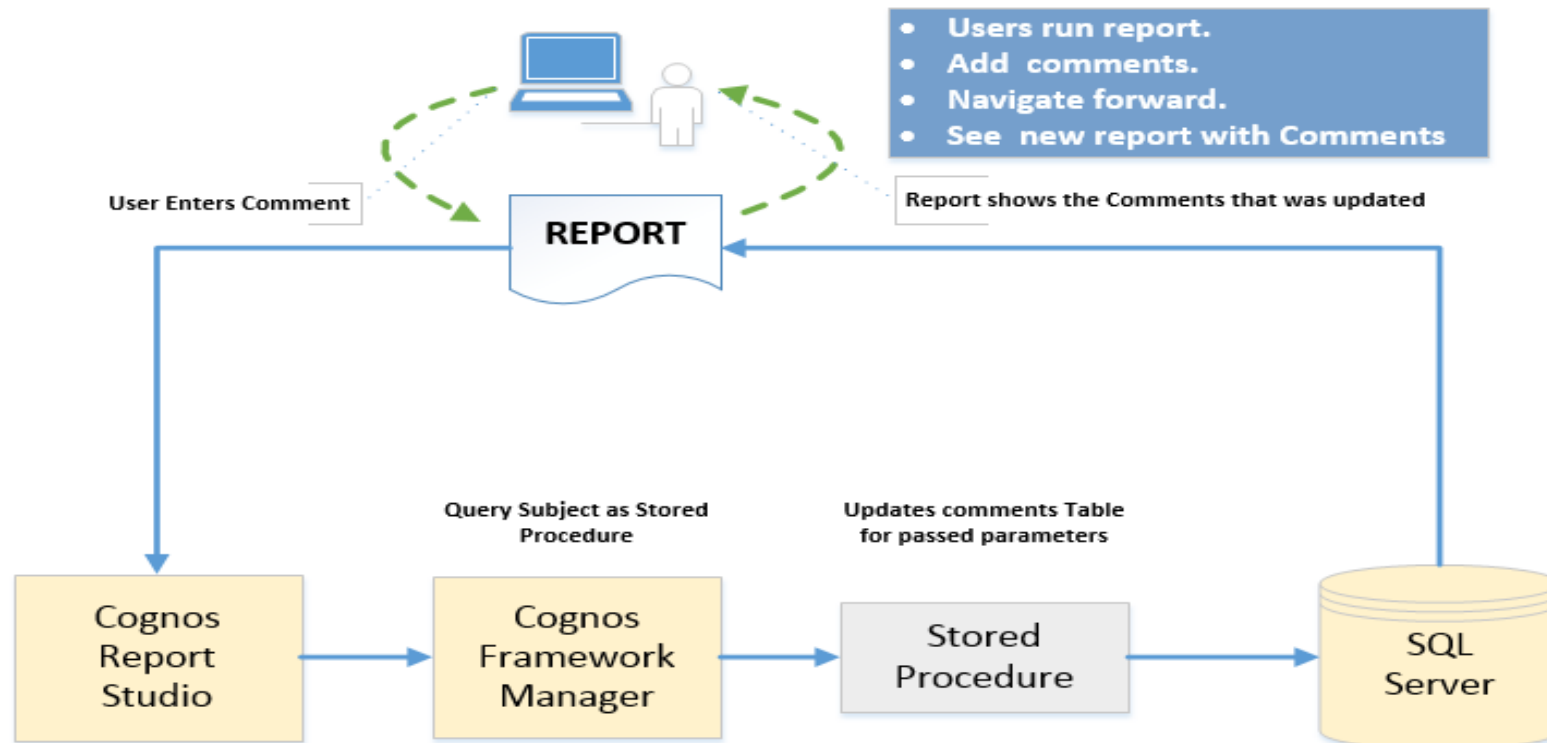 • Users run report.
• Add comments.
• Navigate forward.
• See new report with Comments
User Enters Comment
Report shows the Comments that was updated
REPORT
Query Subject as Stored
Procedure
Updates comments Table
for passed parameters
Cognos
Report
Studio
Cognos
Framework
Manager
Stored
Procedure
SQL
Server